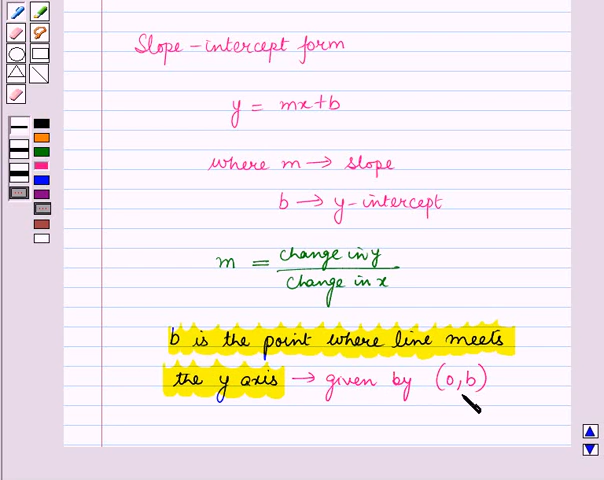 Slope-intercept form
y = mx+b
where m → slope
b → y-intercept
m = change in y / change in x
b is the point where line meets
the y axis → given by (0,b)